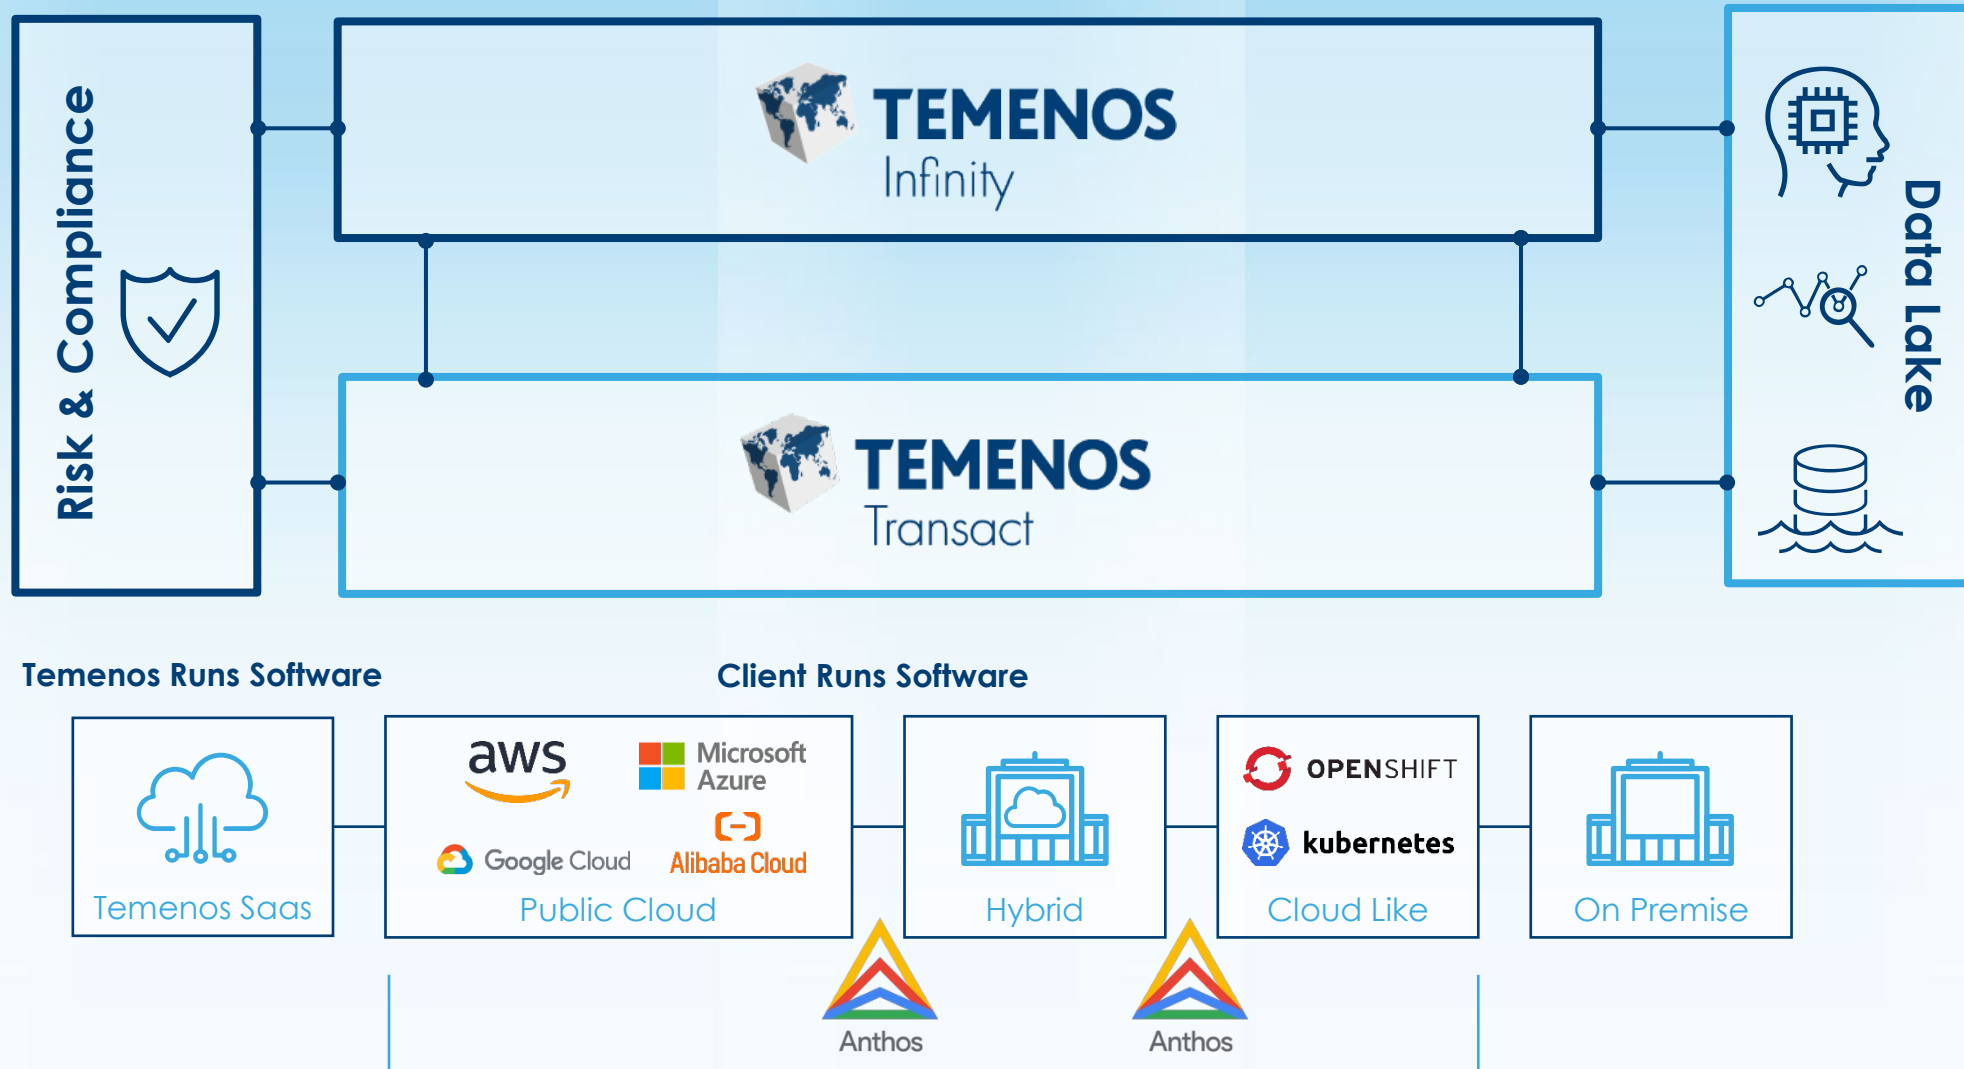 Risk & Compliance
TEMENOS
Infinity
TEMENOS
Transact
Data Lake
Temenos Runs Software
Client Runs Software
aws
Microsoft
Azure
Google Cloud
Alibaba Cloud
OPENSHIFT
kubernetes
Temenos Saas
Public Cloud
Hybrid
Cloud Like
On Premise
Anthos
Anthos